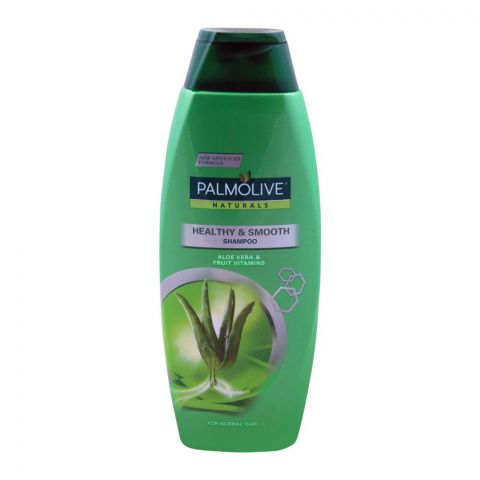 NEW ADVANCED
FORMULA
PALMOLIVE
NATURALS
HEALTHY & SMOOTH
SHAMPOO
ALOE VERA &
FRUIT VITAMINS
FOR NORMAL HAIR